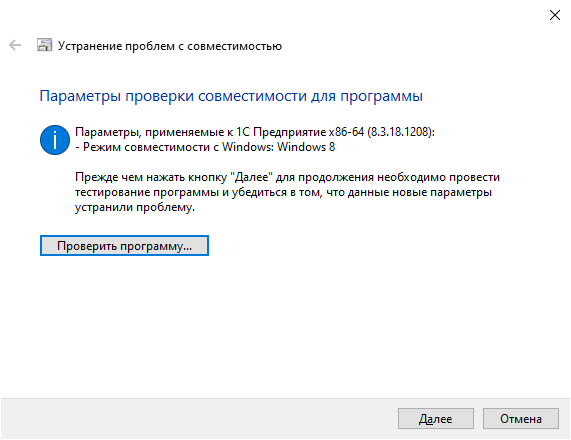 Устранение проблем с совместимостью
Параметры проверки совместимости для программы
Параметры, применяемые к 1С Предприятие x86-64 (8.3.18.1208):
- Режим совместимости с Windows: Windows 8
Прежде чем нажать кнопку "Далее" для продолжения необходимо провести
тестирование программы и убедиться в том, что данные новые параметры
устранили проблему.
Проверить программу...
Далее
Отмена